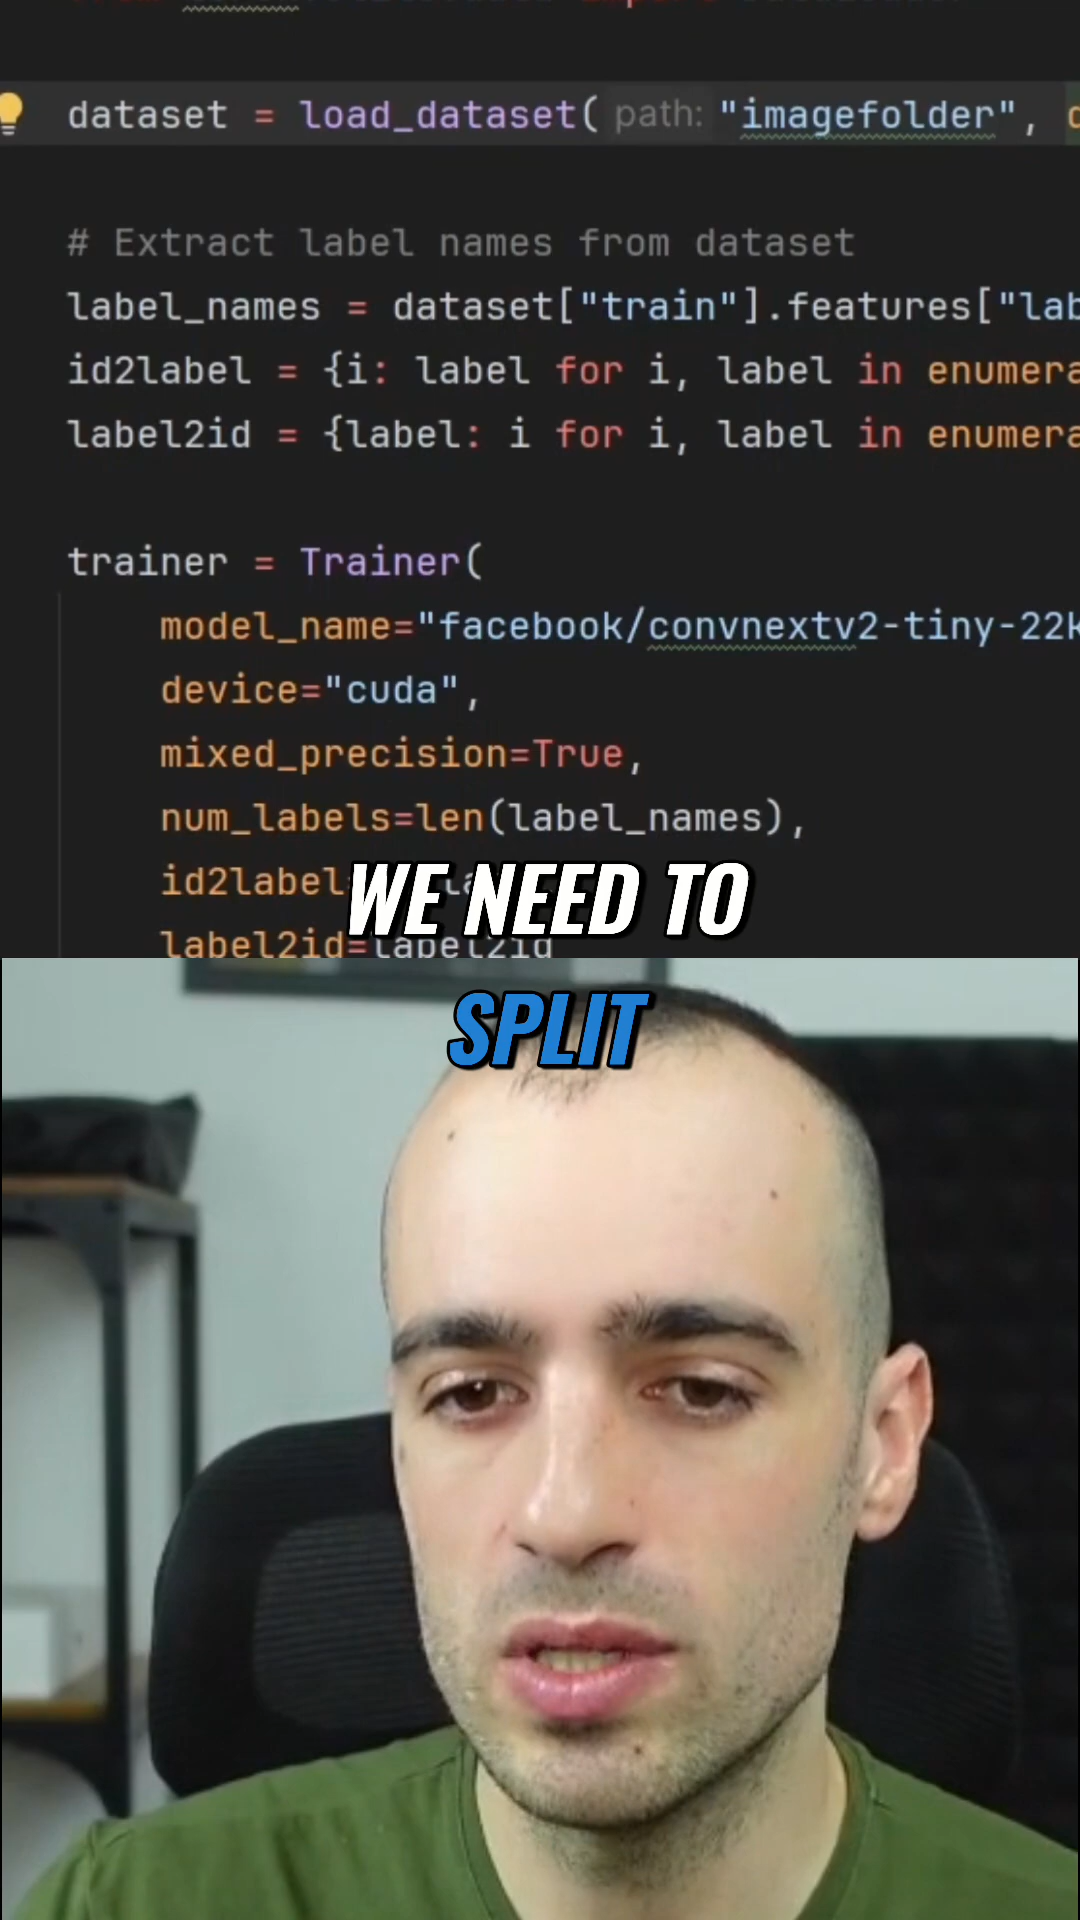 dataset = load_dataset( path: "imagefolder",
# Extract label names from dataset
label_names = dataset["train"].features["lab
id2label = {i: label for i, label in enumera
label2id = {label: i for i, label in enumera
trainer = Trainer(
model_name="facebook/convnextv2-tiny-22k
device="cuda",
mixed_precision=True,
num_labels=len(label_names),
id2label
WE NEED TO
label2id=label2id
SPLIT